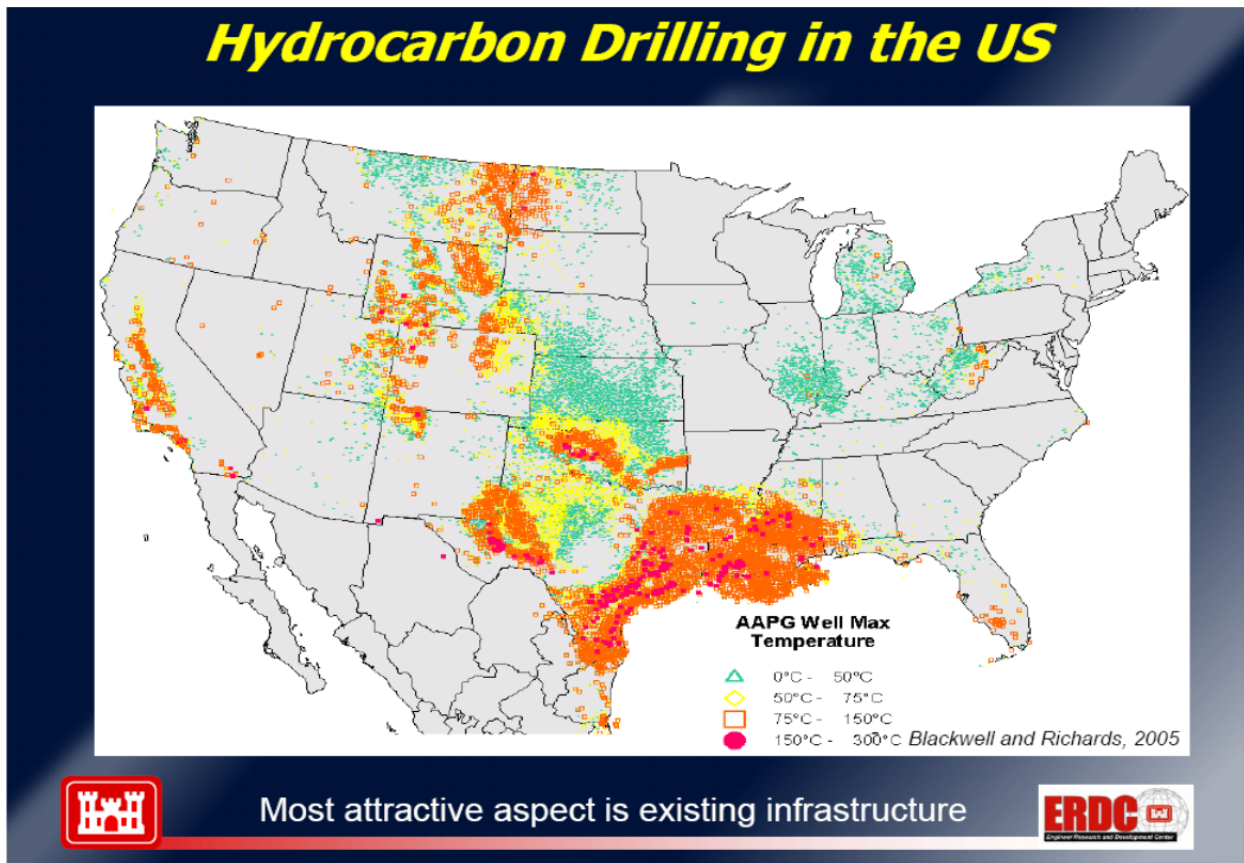 Hydrocarbon Drilling in the US
AAPG Well Max
Temperature
0°C - 50°C
50°C - 75°C
75°C - 150°C
150°C - 300°C
Blackwell and Richards, 2005
Most attractive aspect is existing infrastructure
ERDC
Engineer Research and Development Center